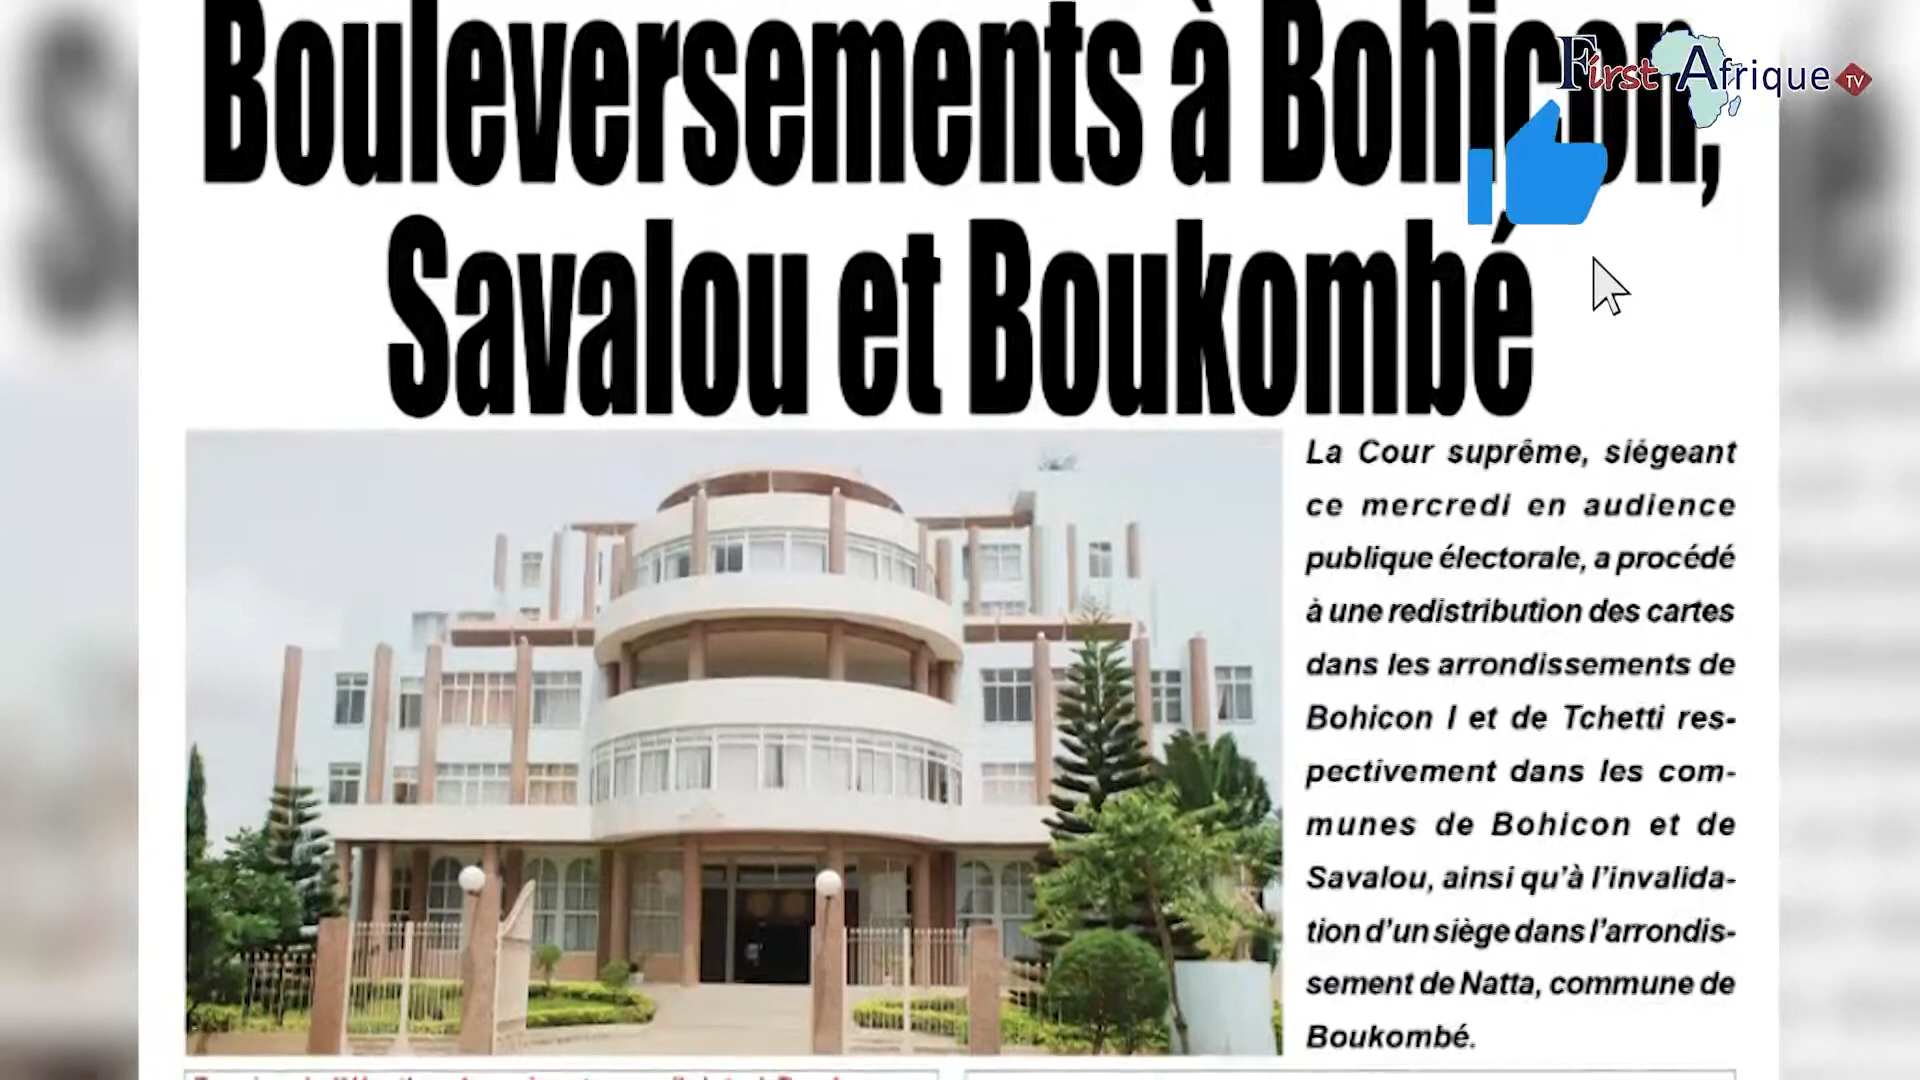 Bouleversements à Bohicon,
Savalou et Boukombé
First Afrique TV
La Cour suprême, siégeant
ce mercredi en audience
publique électorale, a procédé
à une redistribution des cartes
dans les arrondissements de
Bohicon I et de Tchetti res-
pectivement dans les com-
munes de Bohicon et de
Savalou, ainsi qu'à l'invalida-
tion d'un siège dans l'arrondis-
sement de Natta, commune de
Boukombé.